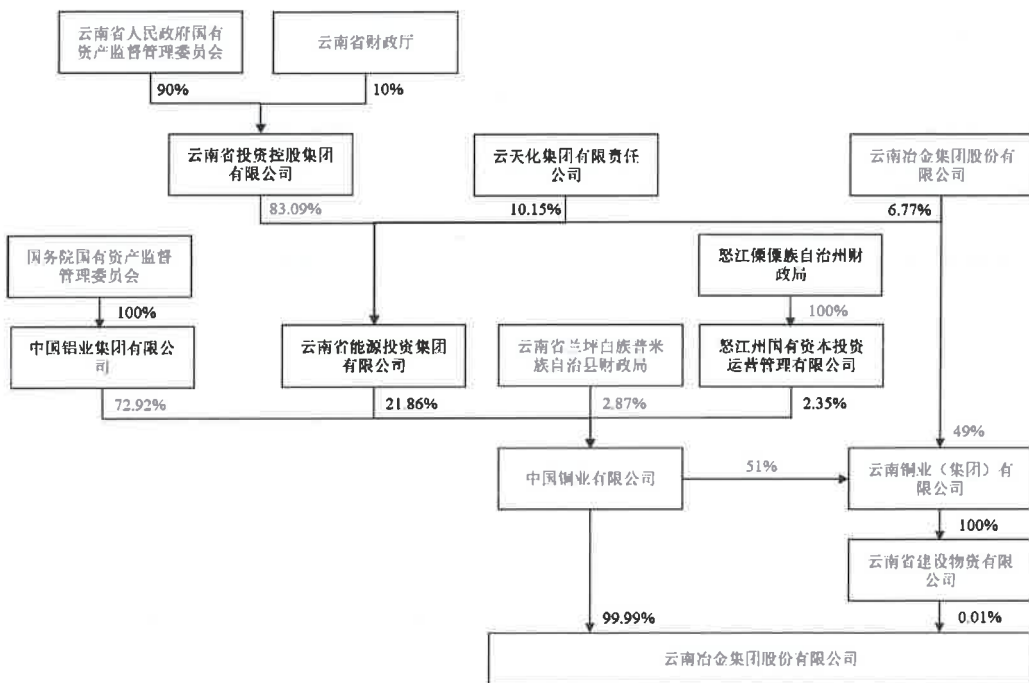 云南省人民政府国有
资产监督管理委员会
云南省财政厅
90%
10%
云南省投资控股集团
有限公司
云天化集团有限责任
公司
云南冶金集团股份有
限公司
83.09%
10.15%
6.77%
国务院国有资产监督
管理委员会
怒江傈僳族自治州财
政局
100%
100%
中国铝业集团有限公
司
云南省能源投资集团
有限公司
云南省兰坪白族普米
族自治县财政局
怒江州国有资本投资
运营管理有限公司
72.92%
21.86%
2.87%
2.35%
49%
中国铜业有限公司
51%
云南铜业（集团）有
限公司
100%
云南省建设物资有限
公司
99.99%
0.01%
云南冶金集团股份有限公司